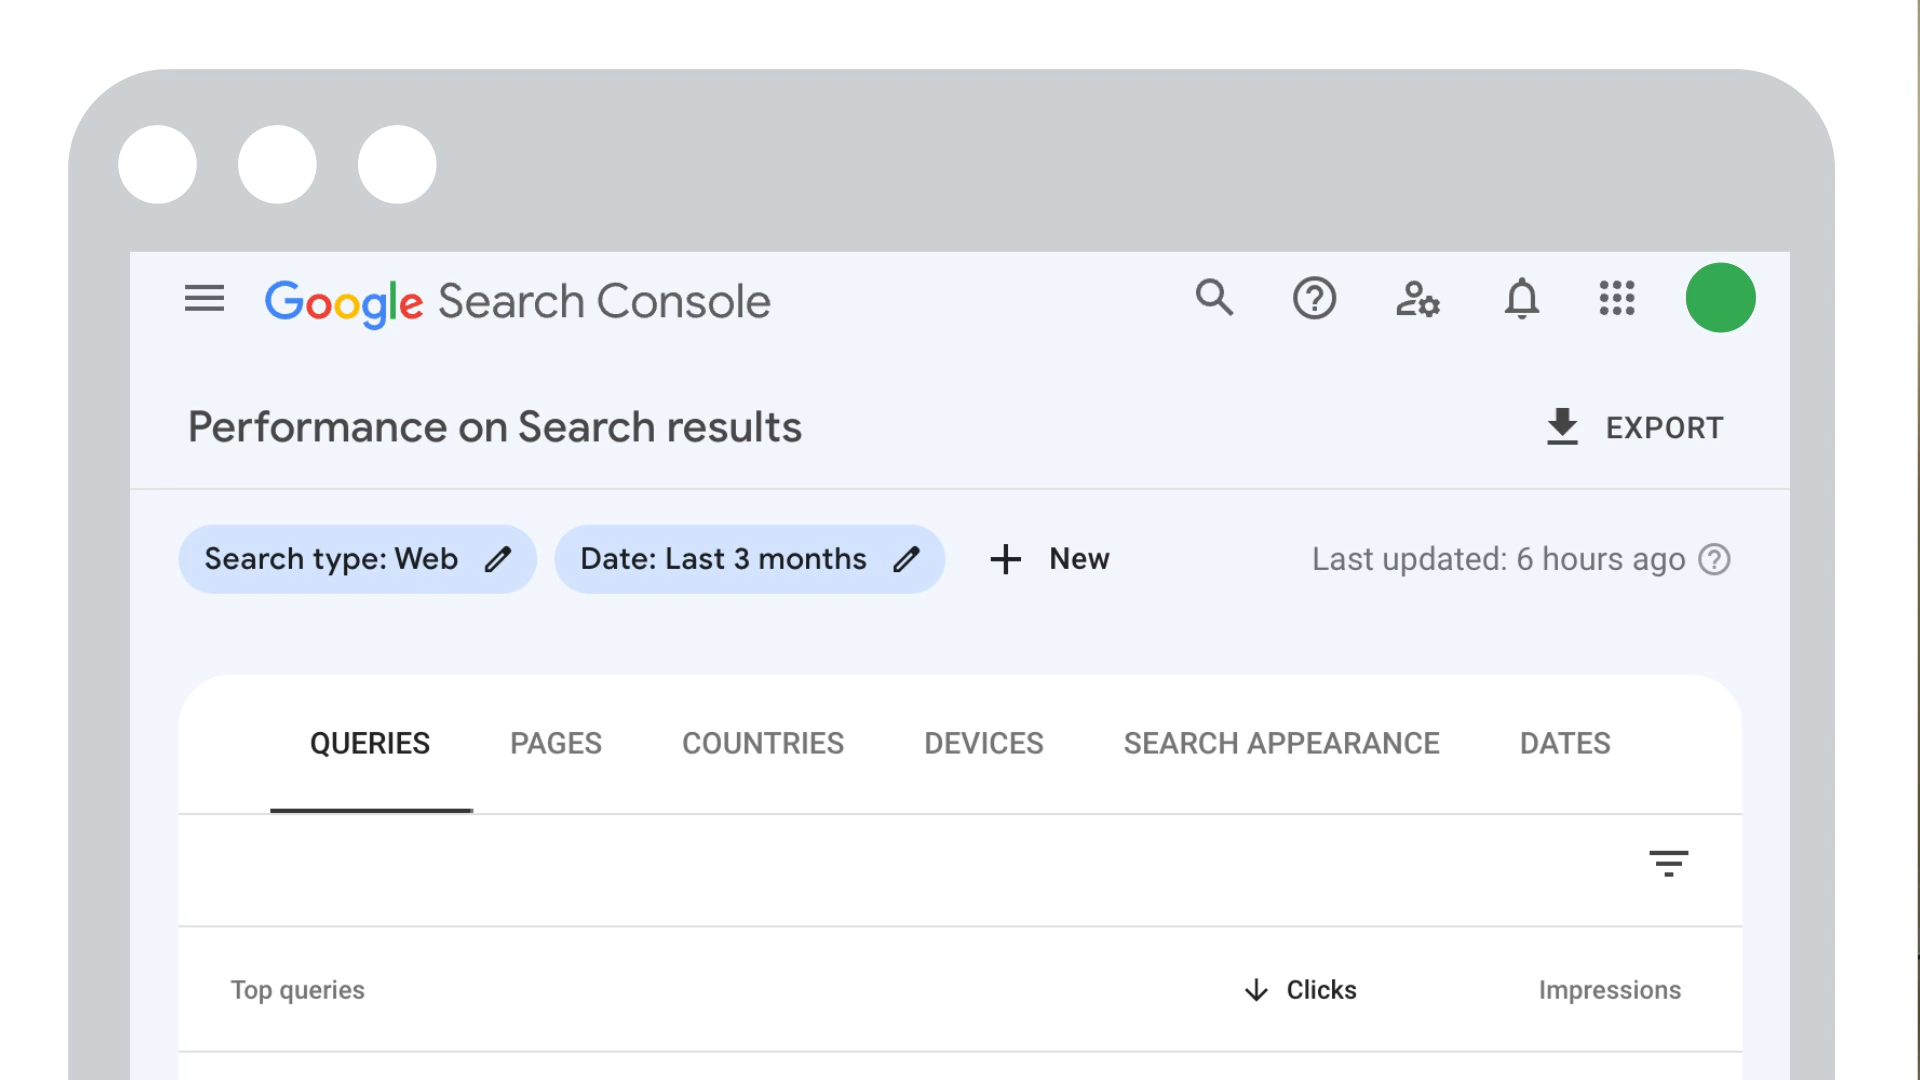 Google Search Console
Performance on Search results
EXPORT
Search type: Web
Date: Last 3 months
New
Last updated: 6 hours ago
QUERIES
PAGES
COUNTRIES
DEVICES
SEARCH APPEARANCE
DATES
Top queries
Clicks
Impressions